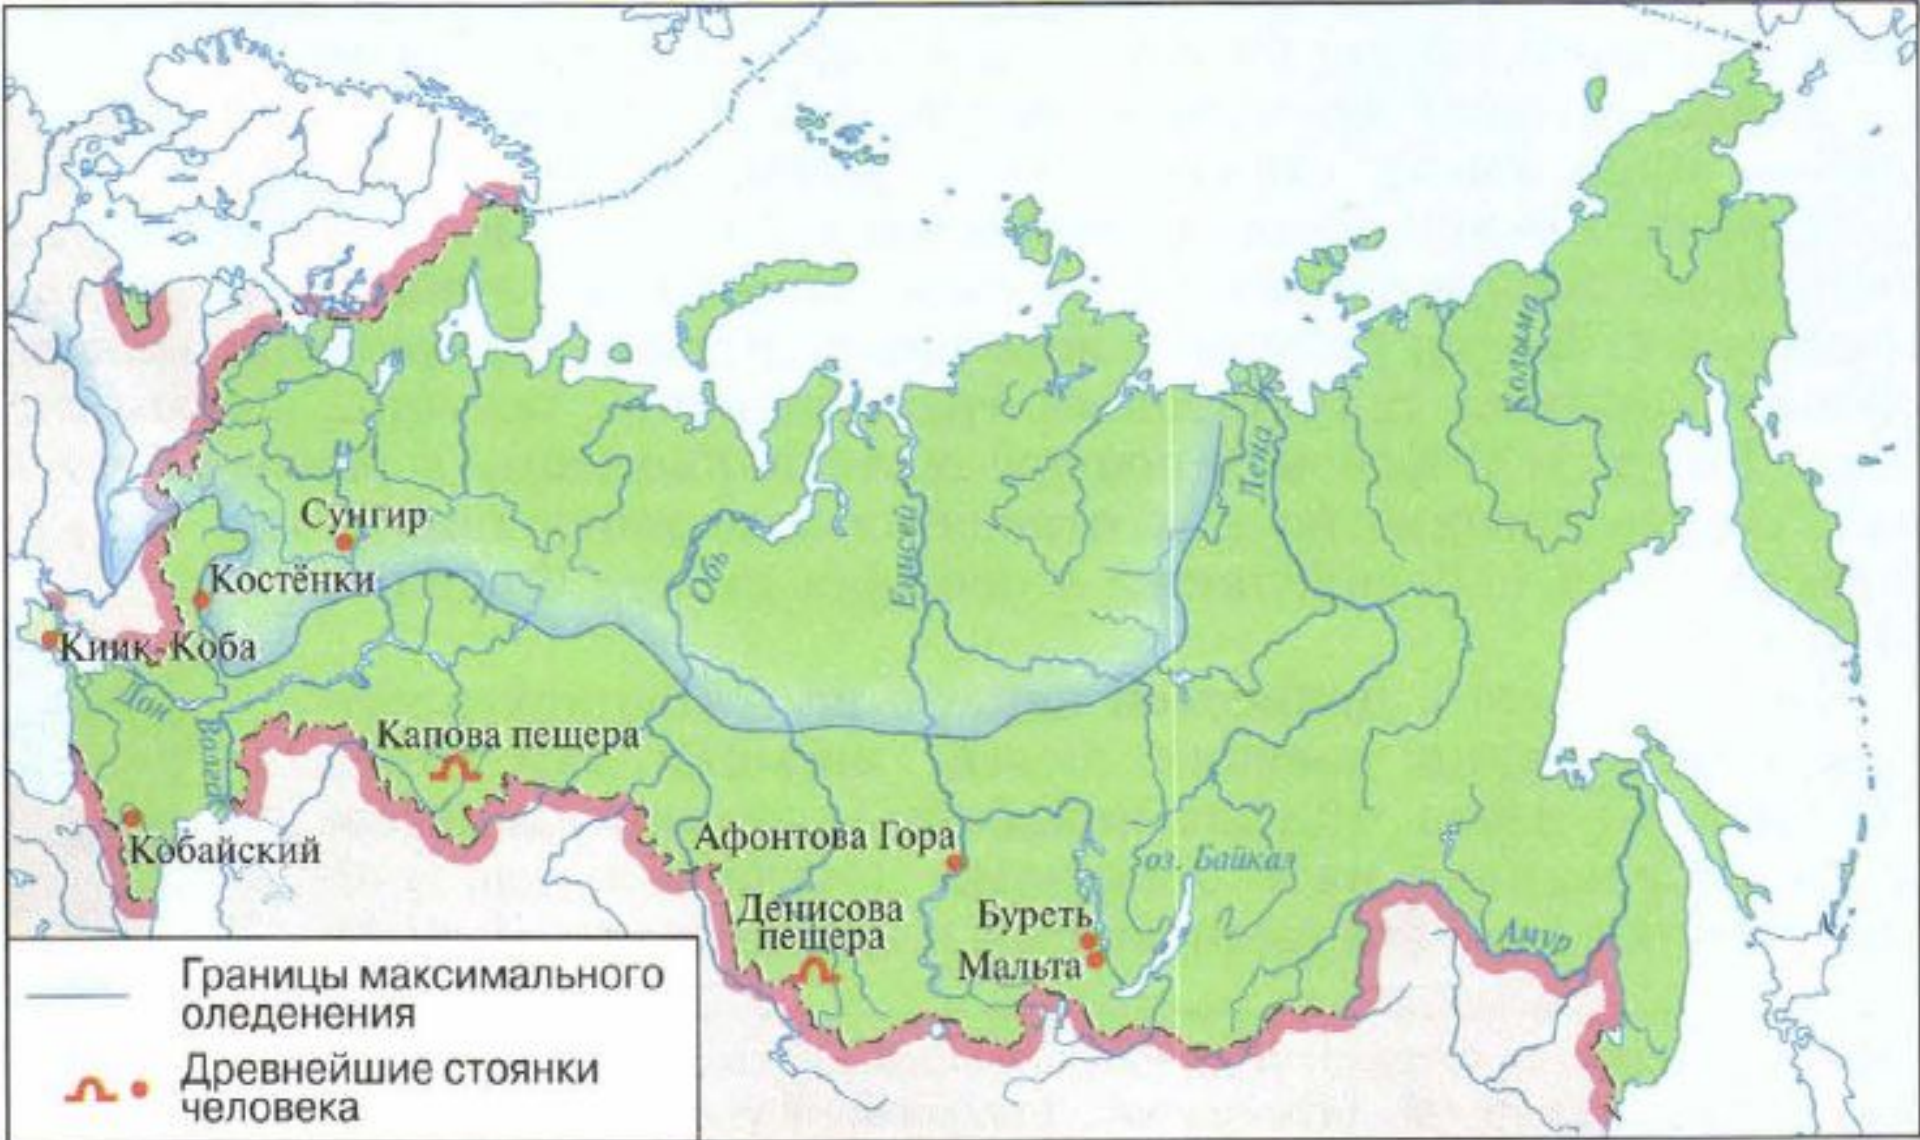 Колыма
Лена
Сунгир
Енисей
Обь
Костёнки
Киик-Коба
Дон
Волга
Капова пещера
Афонтова Гора
Кобайский
оз. Байкал
Денисова
пещера
Буреть
Мальта
Амур
Границы максимального
оледенения
Древнейшие стоянки
человека